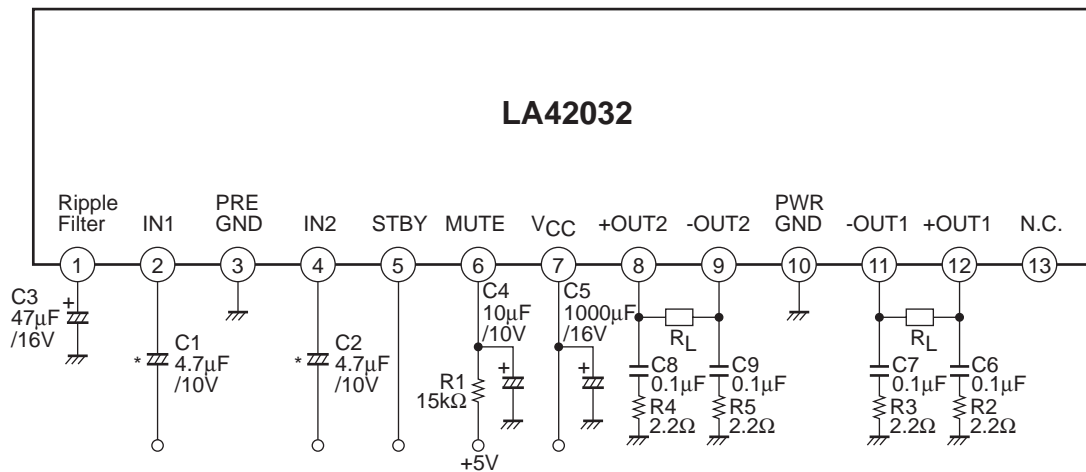 LA42032
Ripple
Filter
IN1
PRE
GND
IN2
STBY
MUTE
VCC
+OUT2
-OUT2
PWR
GND
-OUT1
+OUT1
N.C.
1
2
3
4
5
6
7
8
9
10
11
12
13
C3
47μF
/16V
+
* C1
4.7μF
/10V
* C2
4.7μF
/10V
C4
10μF
/10V
+
R1
15kΩ
+5V
C5
1000μF
/16V
+
RL
C8
0.1μF
R4
2.2Ω
C9
0.1μF
R5
2.2Ω
RL
C7
0.1μF
R3
2.2Ω
C6
0.1μF
R2
2.2Ω